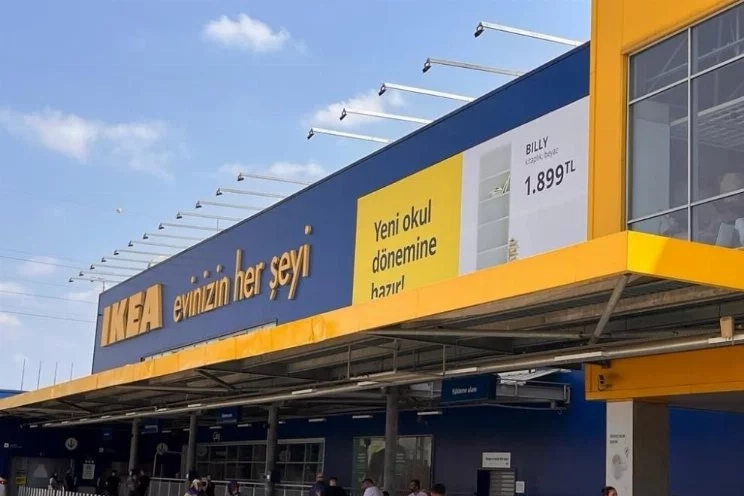 IKEA
evinizin her şeyi
Yeni okul
dönemine
hazır!
BILLY
kitaplık, beyaz
1.899TL